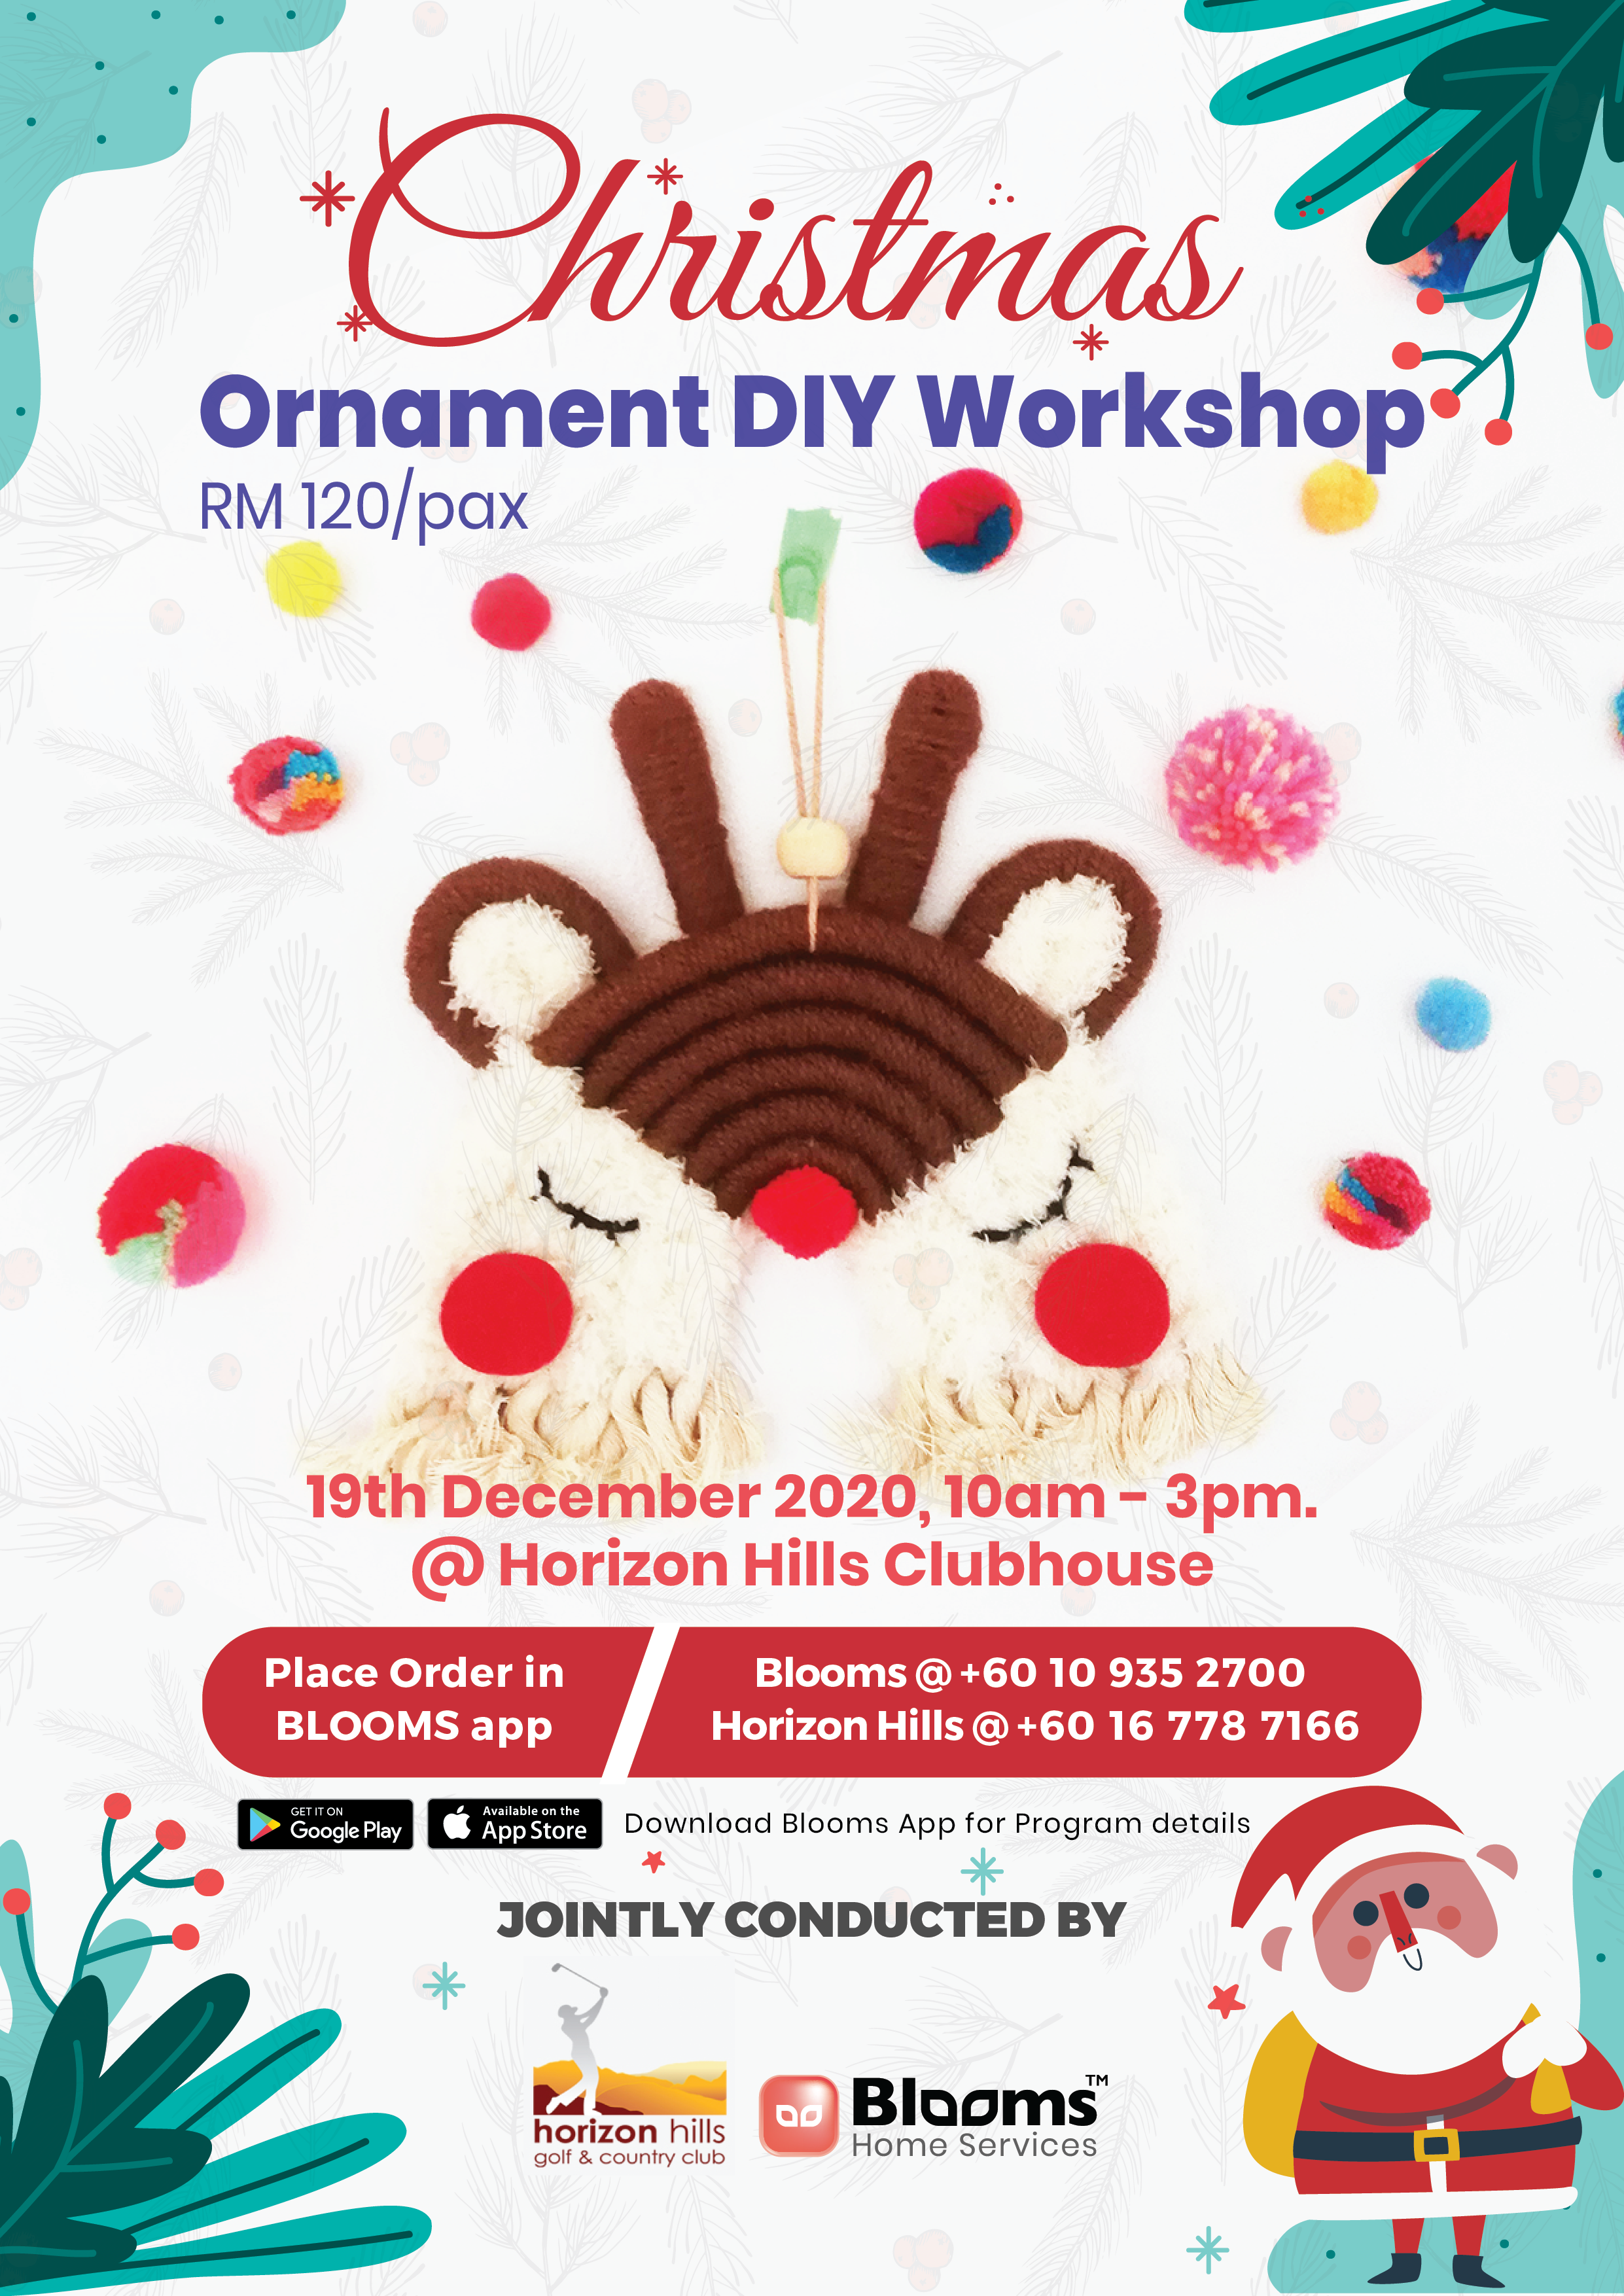 Christmas
Ornament DIY Workshop
RM 120/pax
19th December 2020, 10am - 3pm.
@ Horizon Hills Clubhouse
Place Order in
BLOOMS app
Blooms @ +60 10 935 2700
Horizon Hills @ +60 16 778 7166
GET IT ON
Google Play
Available on the
App Store
Download Blooms App for Program details
JOINTLY CONDUCTED BY
horizon hills
golf & country club
Blooms™
Home Services